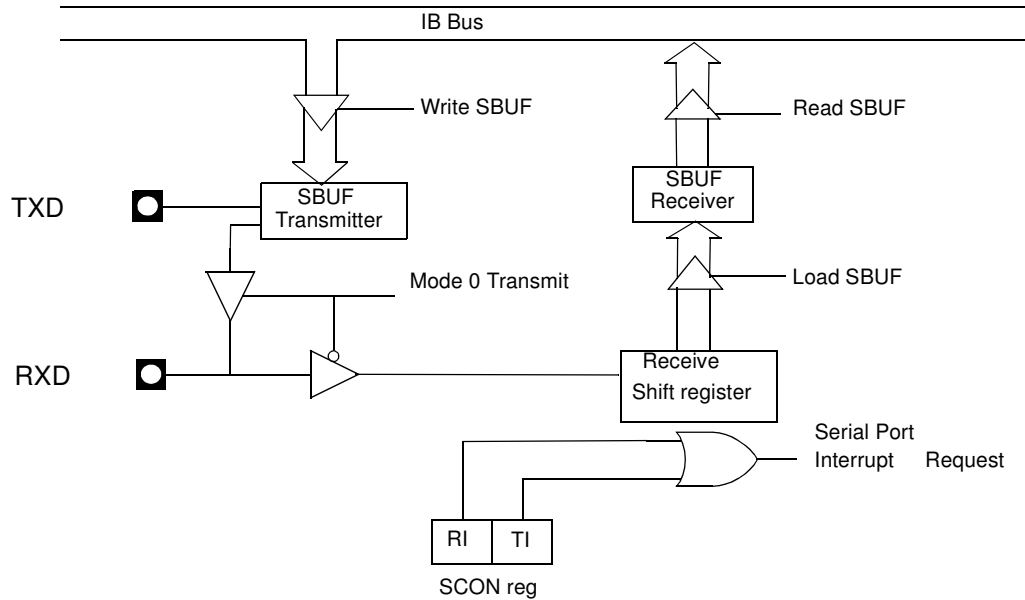 IB Bus
Write SBUF
Read SBUF
SBUF
Transmitter
SBUF
Receiver
TXD
Load SBUF
Mode 0 Transmit
RXD
Receive
Shift register
Serial Port
Interrupt Request
RI
TI
SCON reg